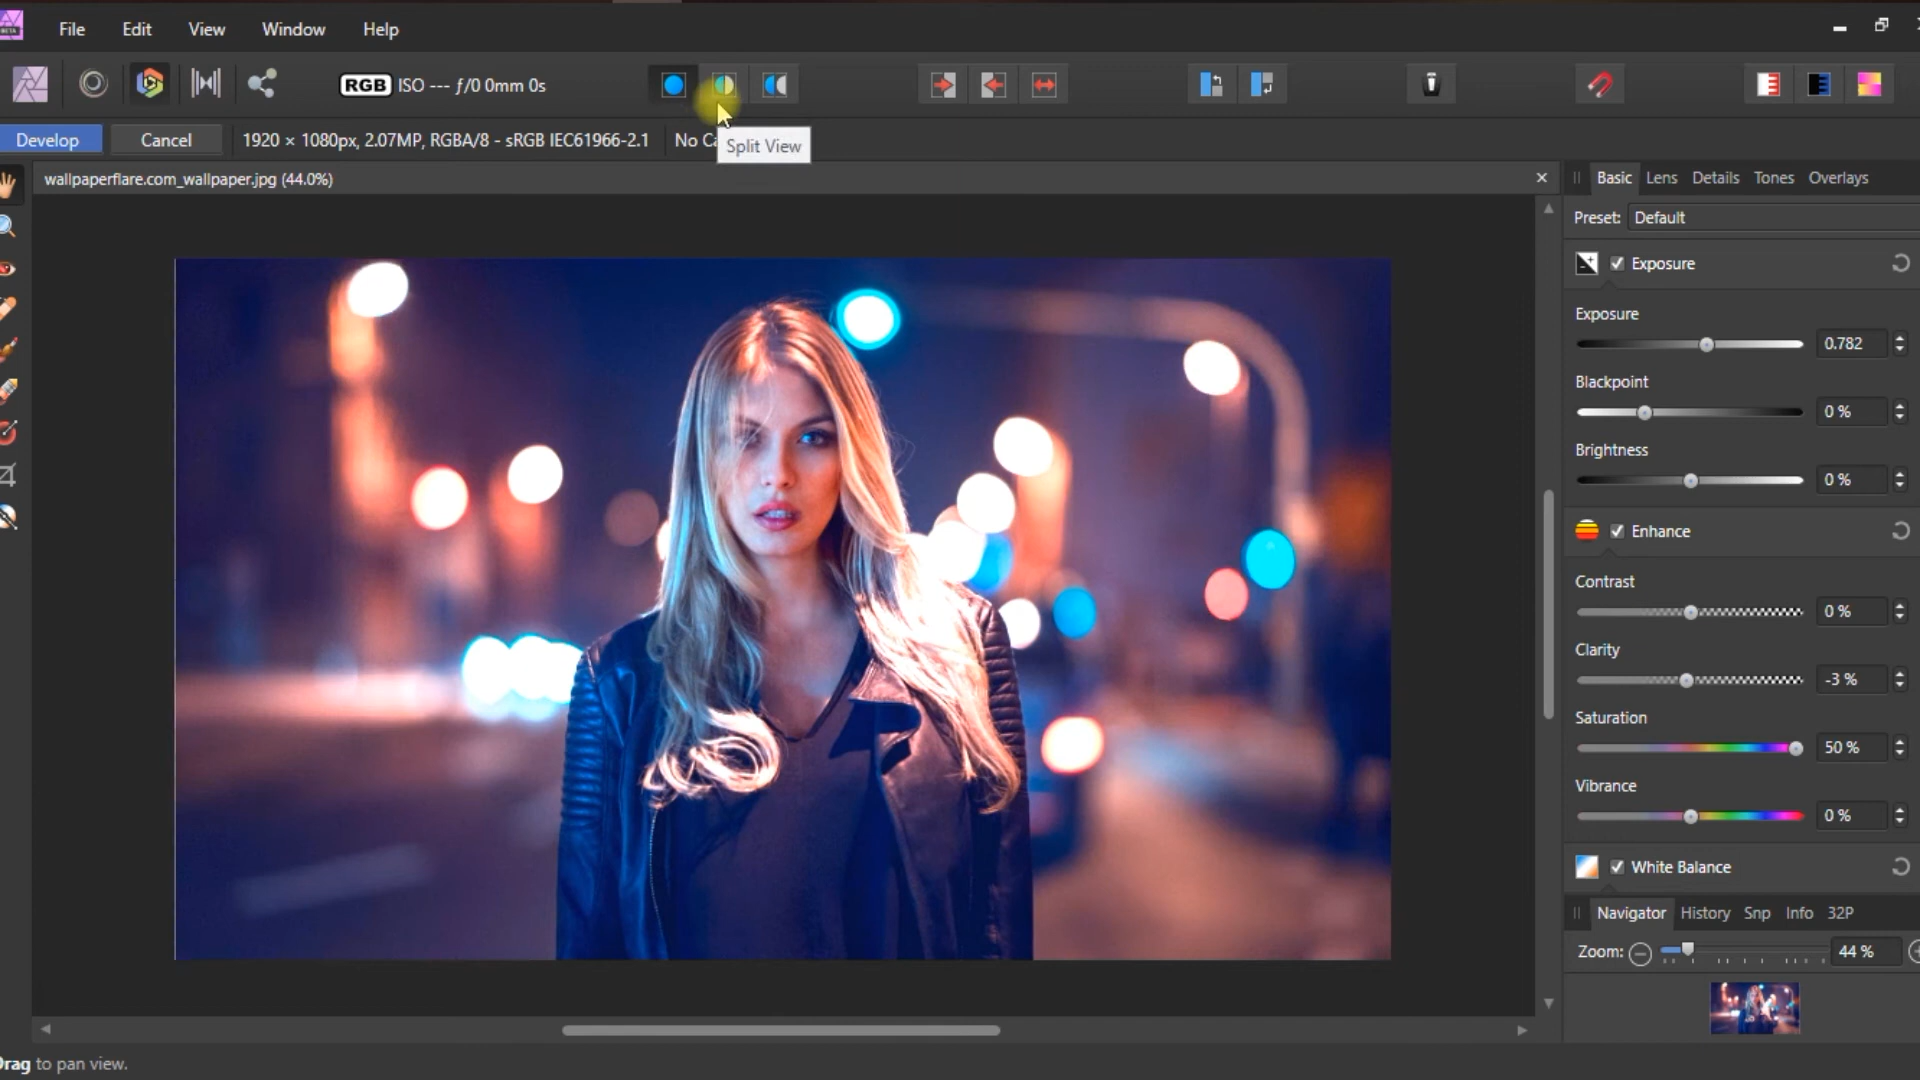 BETA
File Edit View Window Help
RGB ISO --- ƒ/0 0mm 0s
Develop Cancel 1920 × 1080px, 2.07MP, RGBA/8 - sRGB IEC61966-2.1 No
Split View
wallpaperflare.com_wallpaper.jpg (44.0%)
Basic Lens Details Tones Overlays
Preset: Default
Exposure
Exposure
0.782
Blackpoint
0 %
Brightness
0 %
Enhance
Contrast
0 %
Clarity
-3 %
Saturation
50 %
Vibrance
0 %
White Balance
Navigator History Snp Info 32P
Zoom: 44 %
Drag to pan view.